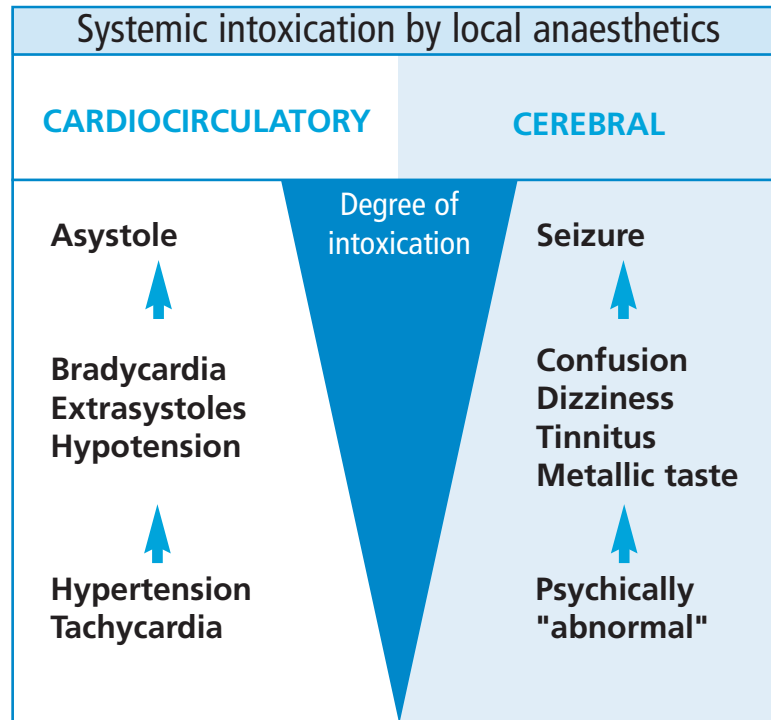 Systemic intoxication by local anaesthetics
CARDIOCIRCULATORY
CEREBRAL
Degree of
intoxication
Asystole
Bradycardia
Extrasystoles
Hypotension
Hypertension
Tachycardia
Seizure
Confusion
Dizziness
Tinnitus
Metallic taste
Psychically
"abnormal"